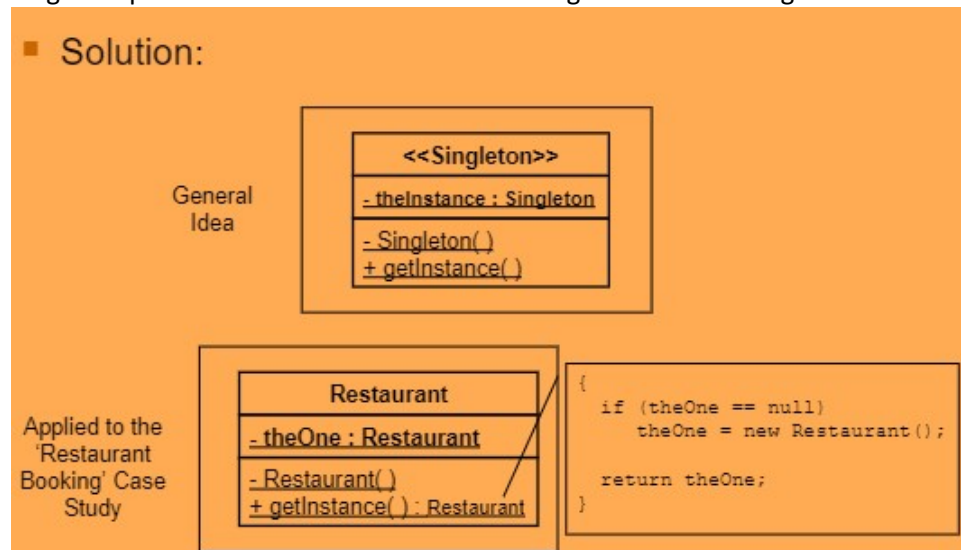 Solution:
<<Singleton>>
General
Idea
- theInstance : Singleton
- Singleton( )
+ getInstance( )
Applied to the
‘Restaurant
Booking’ Case
Study
Restaurant
- theOne : Restaurant
- Restaurant( )
+ getInstance( ) : Restaurant
{
if (theOne == null)
theOne = new Restaurant();
return theOne;
}